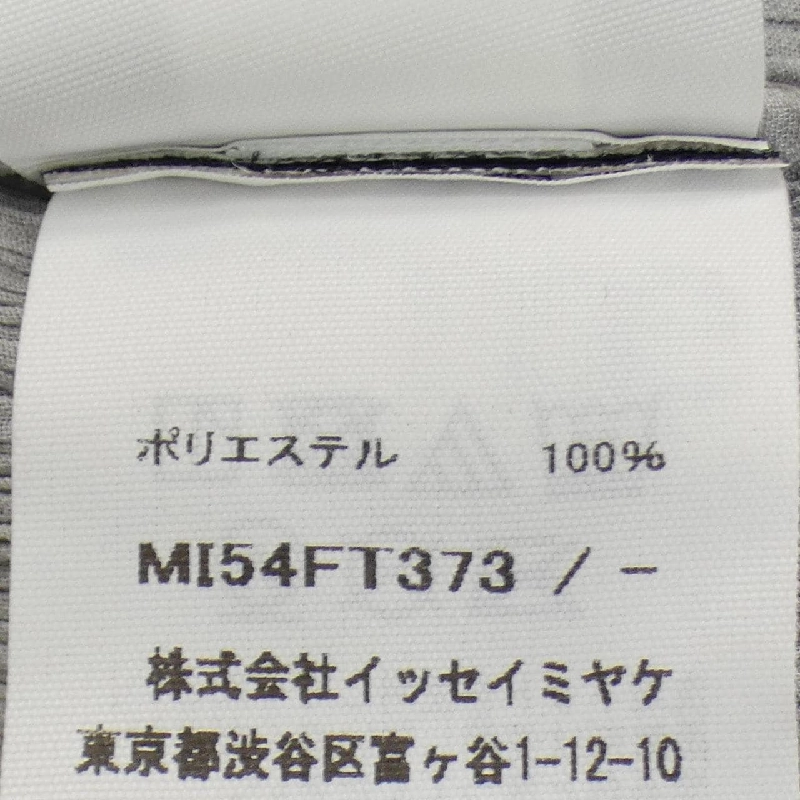 ポリエステル 100%
MI54FT373 / -
株式会社イッセイミヤケ
東京都渋谷区富ヶ谷1-12-10